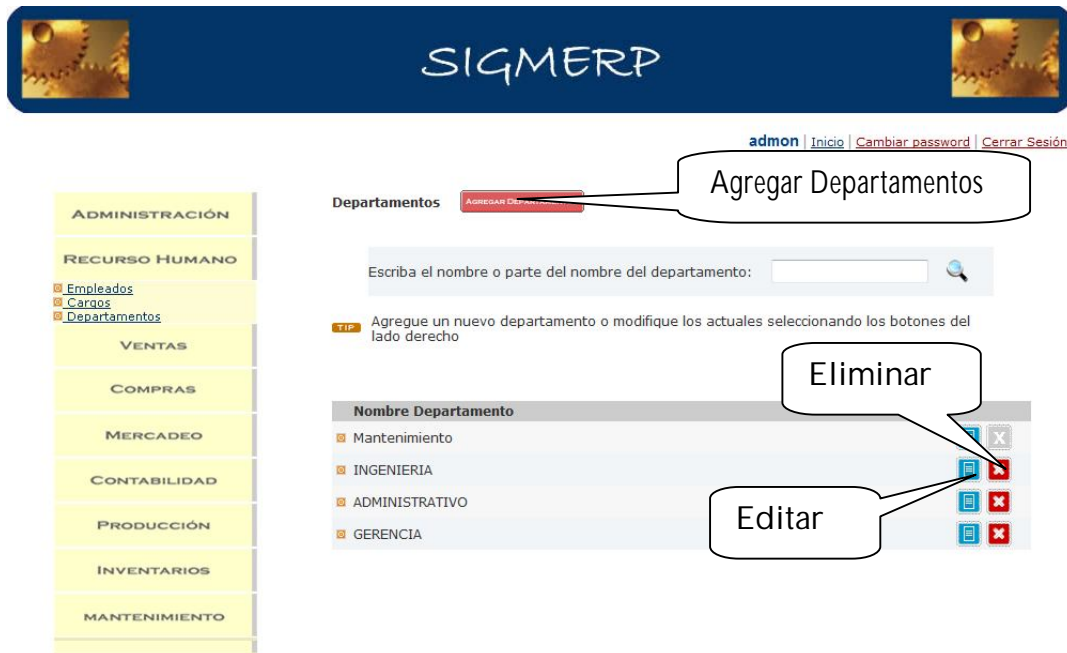 SIGMERP
admon | Inicio | Cambiar password | Cerrar Sesión
Agregar Departamentos
Departamentos
AGREGAR
ADMINISTRACIÓN
RECURSO HUMANO
Empleados
Cargos
Departamentos
VENTAS
COMPRAS
MERCADEO
CONTABILIDAD
PRODUCCIÓN
INVENTARIOS
MANTENIMIENTO
Escriba el nombre o parte del nombre del departamento:
TIP Agregue un nuevo departamento o modifique los actuales seleccionando los botones del
lado derecho
Eliminar
Nombre Departamento
Mantenimiento
INGENIERIA
ADMINISTRATIVO
GERENCIA
Editar